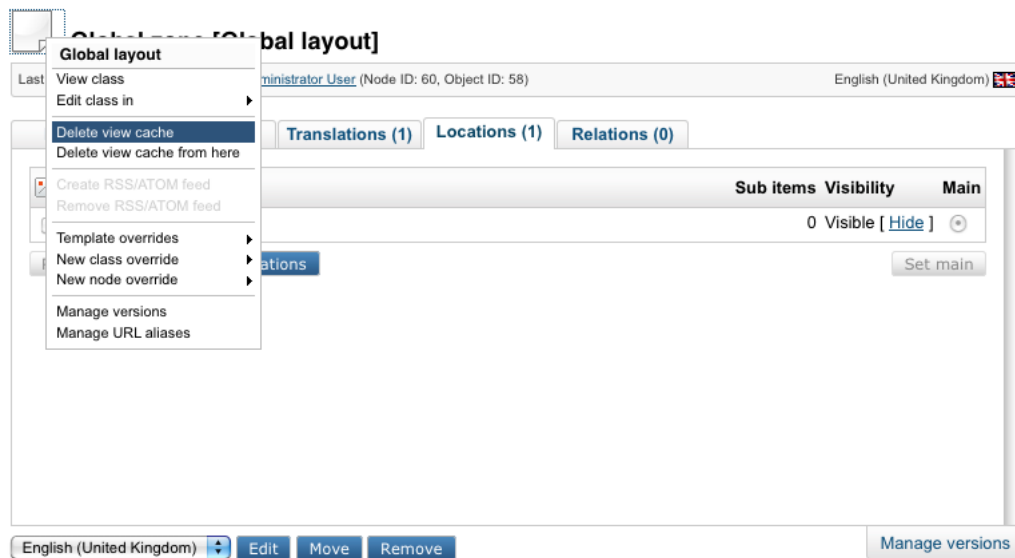 bal layout]
Global layout
Last
ministrator User (Node ID: 60, Object ID: 58)
English (United Kingdom)
View class
Edit class in
Delete view cache
Delete view cache from here
Create RSS/ATOM feed
Remove RSS/ATOM feed
Template overrides
New class override
New node override
Manage versions
Manage URL aliases
Translations (1)
Locations (1)
Relations (0)
Sub items
Visibility
Main
0
Visible [ Hide ]
ations
Set main
English (United Kingdom)
Edit
Move
Remove
Manage versions